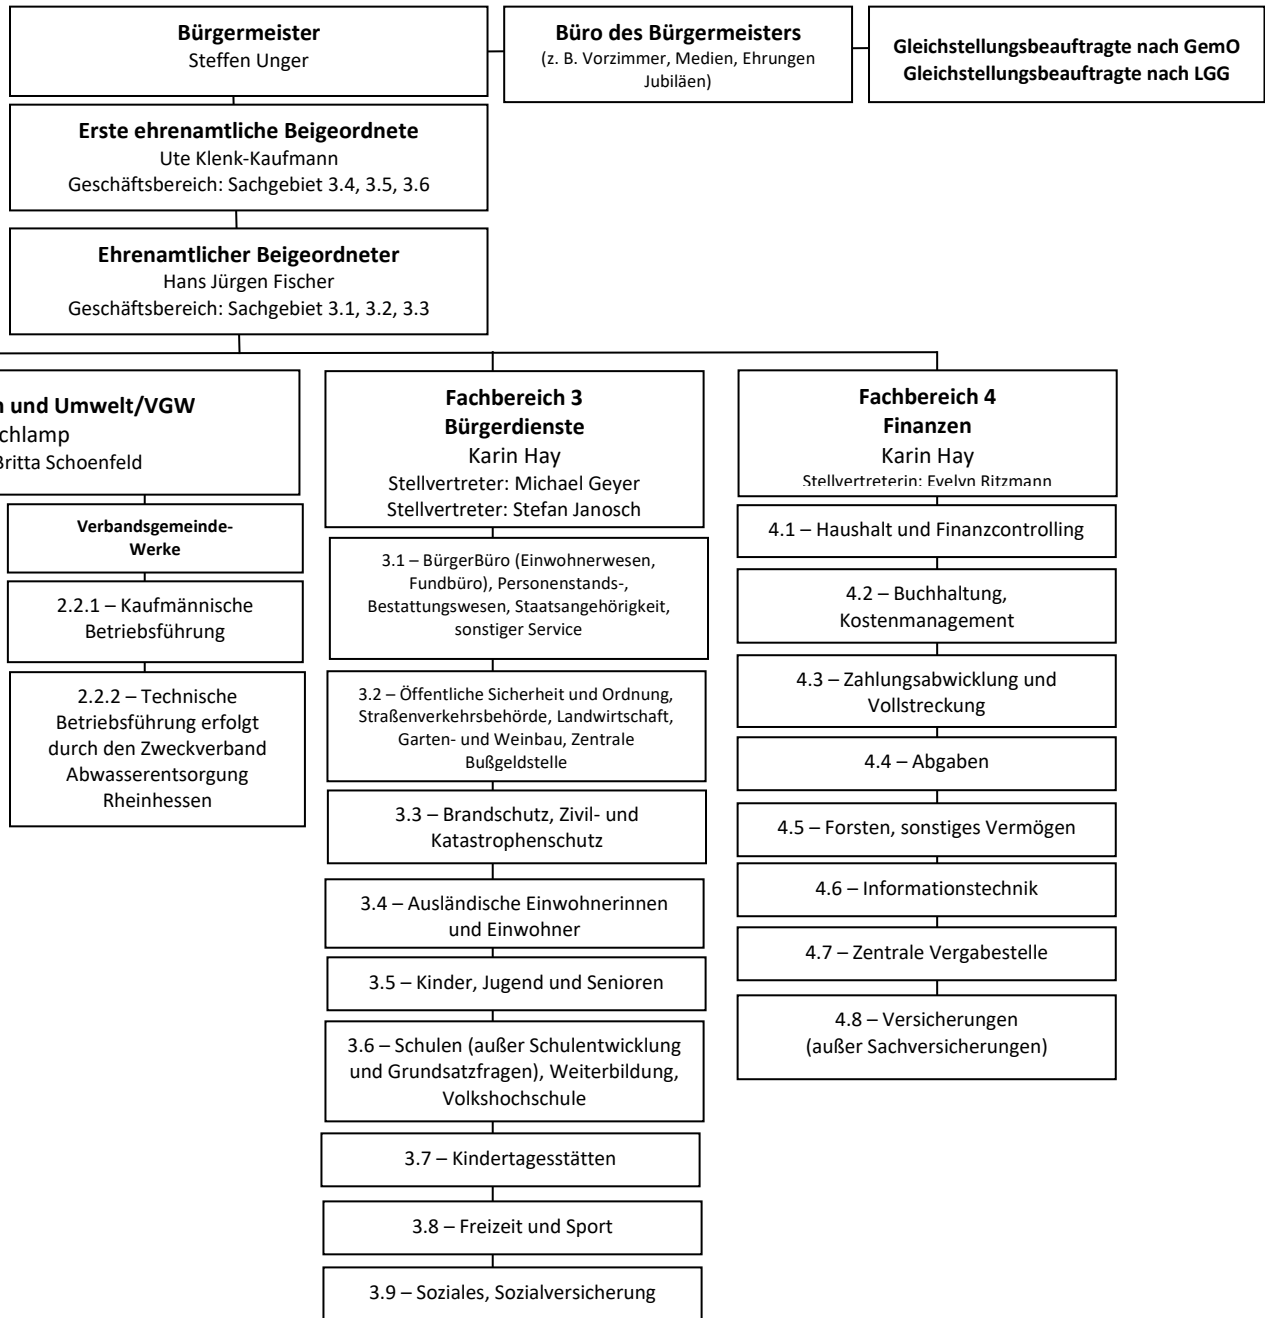 Bürgermeister
Steffen Unger
Büro des Bürgermeisters
(z. B. Vorzimmer, Medien, Ehrungen
Jubiläen)
Gleichstellungsbeauftragte nach GemO
Gleichstellungsbeauftragte nach LGG
Erste ehrenamtliche Beigeordnete
Ute Klenk-Kaufmann
Geschäftsbereich: Sachgebiet 3.4, 3.5, 3.6
Ehrenamtlicher Beigeordneter
Hans Jürgen Fischer
Geschäftsbereich: Sachgebiet 3.1, 3.2, 3.3
und Umwelt/VGW
chlamp
Britta Schoenfeld
Verbandsgemeinde-
Werke
2.2.1 – Kaufmännische
Betriebsführung
2.2.2 – Technische
Betriebsführung erfolgt
durch den Zweckverband
Abwasserentsorgung
Rheinhessen
Fachbereich 3
Bürgerdienste
Karin Hay
Stellvertreter: Michael Geyer
Stellvertreter: Stefan Janosch
3.1 – BürgerBüro (Einwohnerwesen,
Fundbüro), Personenstands-,
Bestattungswesen, Staatsangehörigkeit,
sonstiger Service
3.2 – Öffentliche Sicherheit und Ordnung,
Straßenverkehrsbehörde, Landwirtschaft,
Garten- und Weinbau, Zentrale
Bußgeldstelle
3.3 – Brandschutz, Zivil- und
Katastrophenschutz
3.4 – Ausländische Einwohnerinnen
und Einwohner
3.5 – Kinder, Jugend und Senioren
3.6 – Schulen (außer Schulentwicklung
und Grundsatzfragen), Weiterbildung,
Volkshochschule
3.7 – Kindertagesstätten
3.8 – Freizeit und Sport
3.9 – Soziales, Sozialversicherung
Fachbereich 4
Finanzen
Karin Hay
Stellvertreterin: Evelyn Ritzmann
4.1 – Haushalt und Finanzcontrolling
4.2 – Buchhaltung,
Kostenmanagement
4.3 – Zahlungsabwicklung und
Vollstreckung
4.4 – Abgaben
4.5 – Forsten, sonstiges Vermögen
4.6 – Informationstechnik
4.7 – Zentrale Vergabestelle
4.8 – Versicherungen
(außer Sachversicherungen)